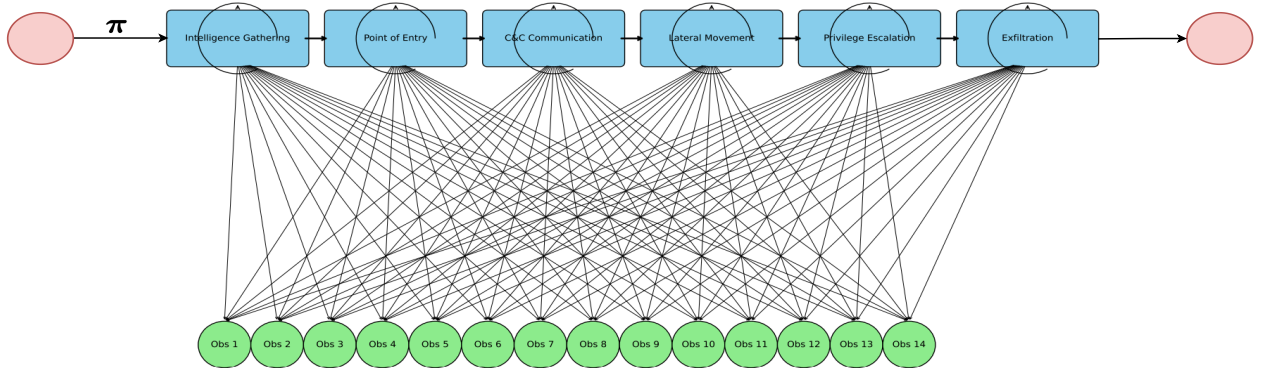 π
Intelligence Gathering
Point of Entry
C&C Communication
Lateral Movement
Privilege Escalation
Exfiltration
Obs 1
Obs 2
Obs 3
Obs 4
Obs 5
Obs 6
Obs 7
Obs 8
Obs 9
Obs 10
Obs 11
Obs 12
Obs 13
Obs 14